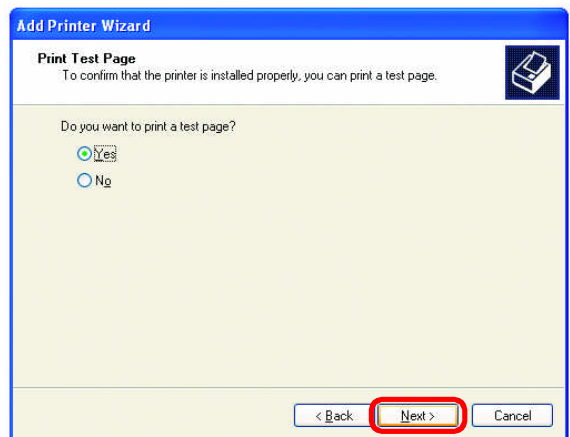 Add Printer Wizard
Print Test Page
To confirm that the printer is installed properly, you can print a test page.
Do you want to print a test page?
Yes
No
< Back
Next >
Cancel